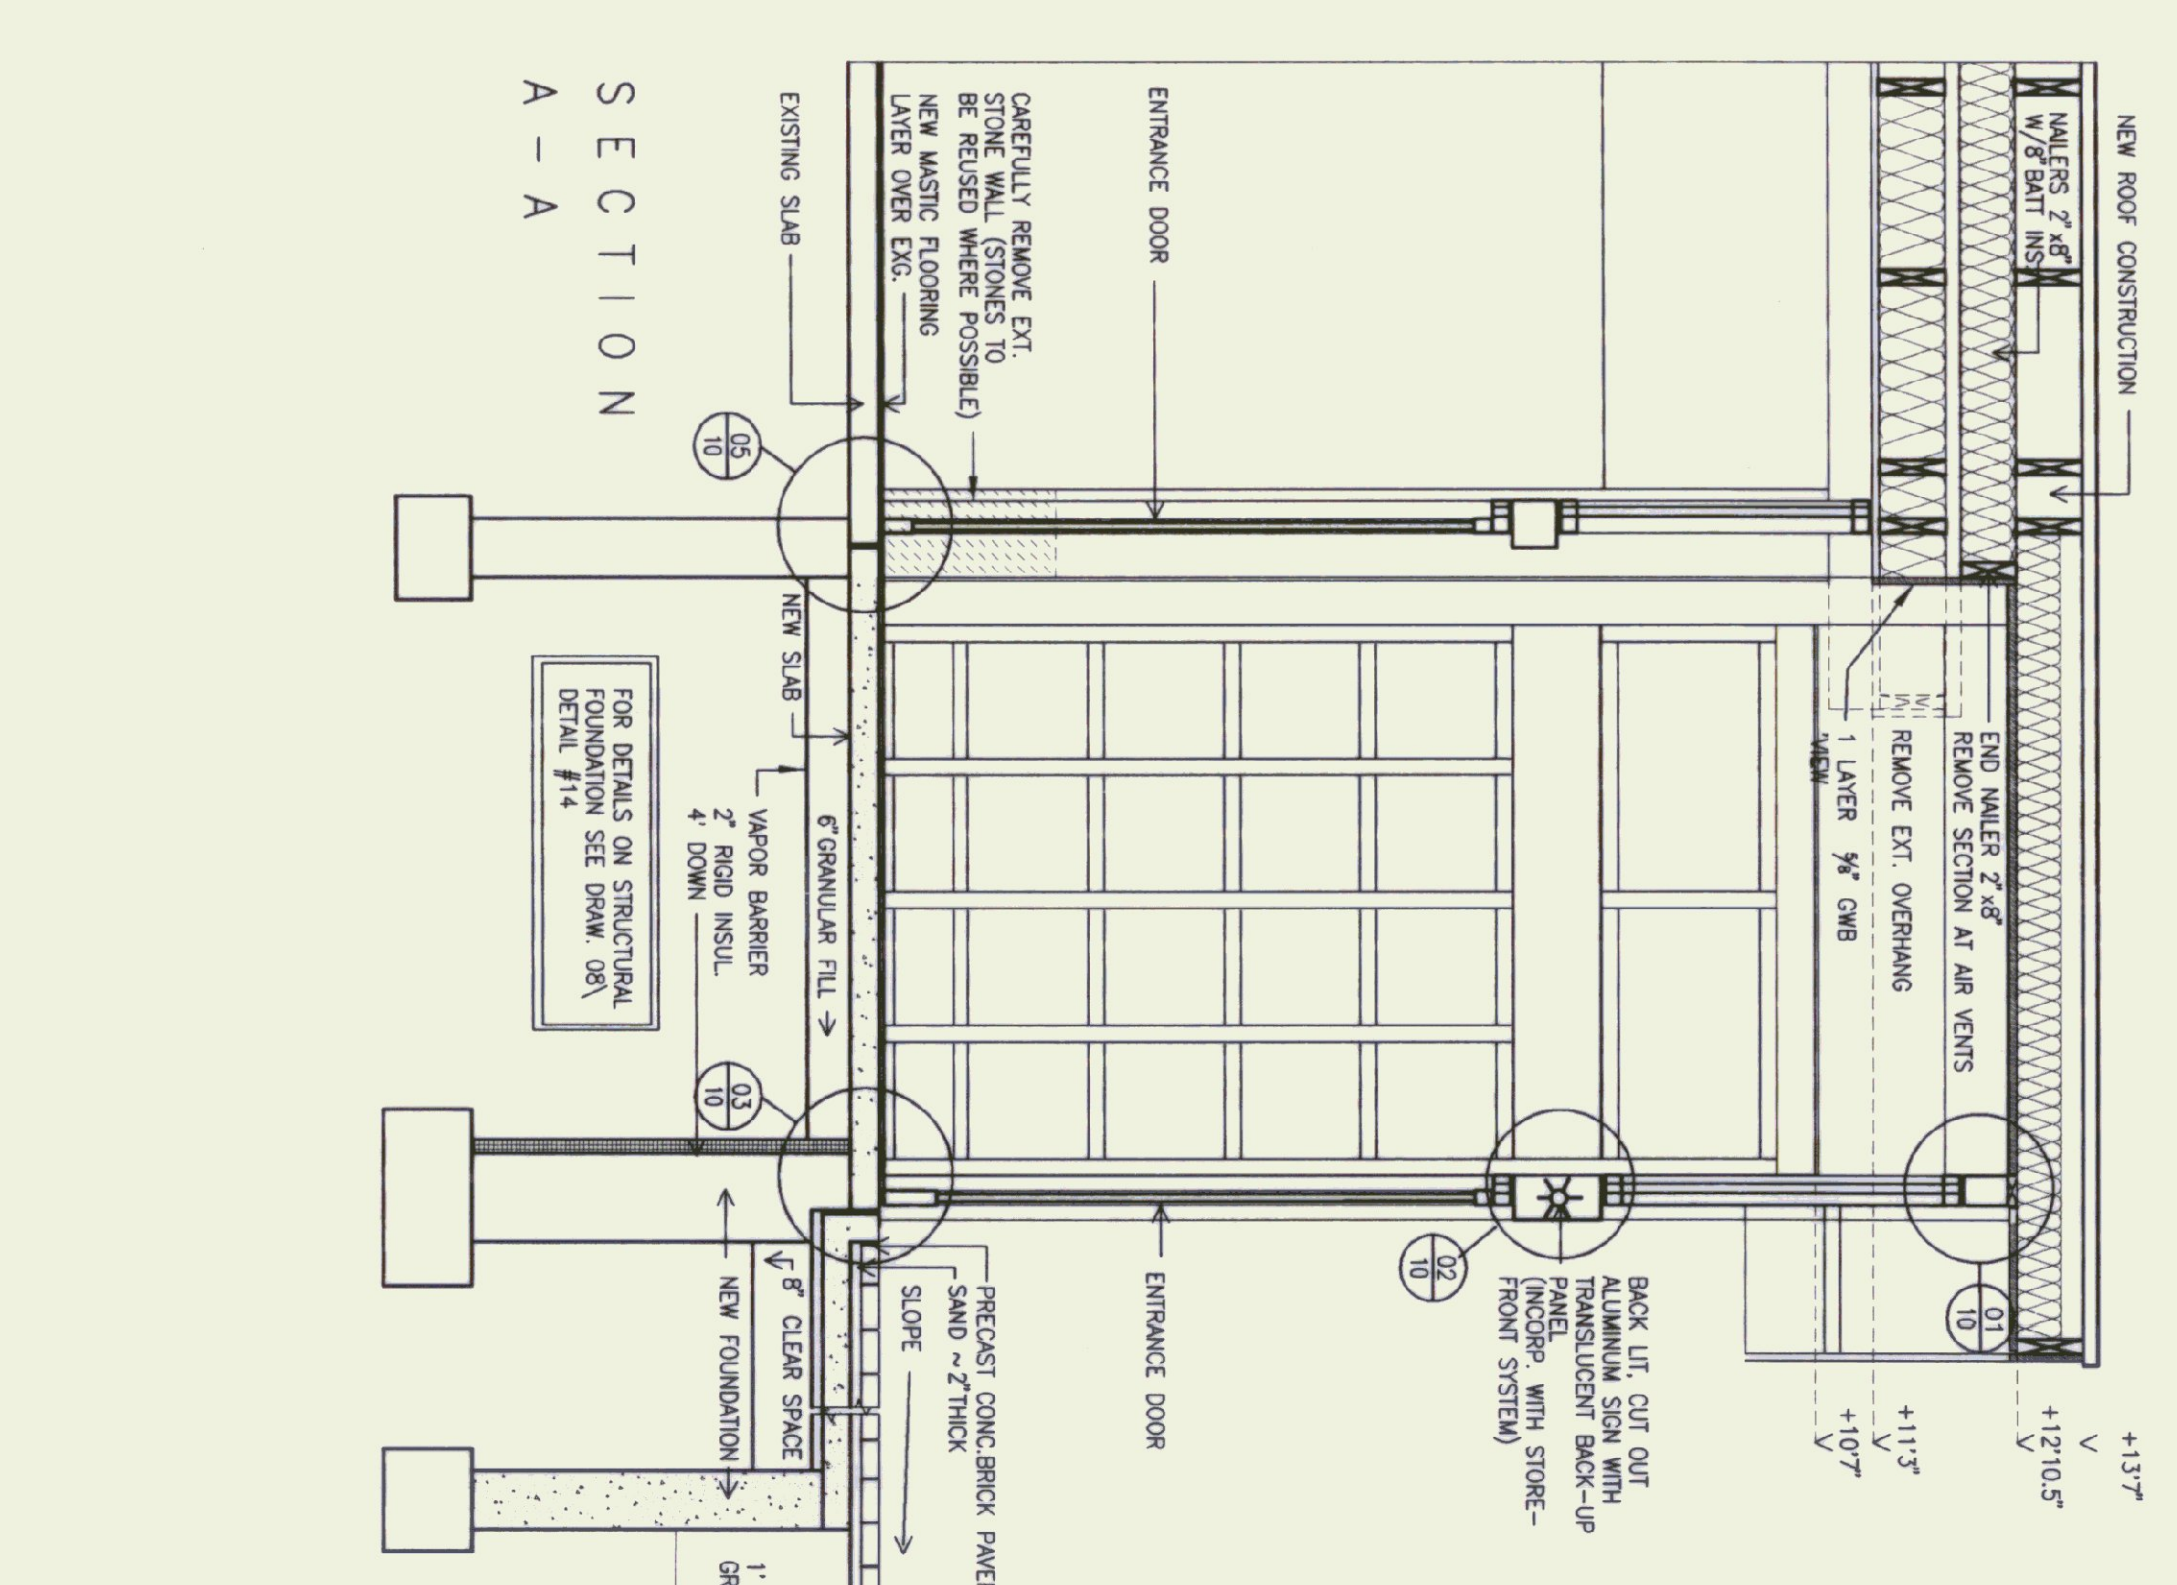 NEW ROOF CONSTRUCTION
NAILERS 2"x8"
W/8"BATT INS.
+13'7"
+12'10.5"
+11'3"
+10'7"
END NAILER 2"x8"
REMOVE SECTION AT AIR VENTS
REMOVE EXT. OVERHANG
1 LAYER 5/8" GWB
'VIEW
01
10
BACK LIT, CUT OUT
ALUMINUM SIGN WITH
TRANSLUCENT BACK-UP
PANEL
(INCORP. WITH STORE-
FRONT SYSTEM)
02
10
ENTRANCE DOOR
ENTRANCE DOOR
CAREFULLY REMOVE EXT.
STONE WALL (STONES TO
BE REUSED WHERE POSSIBLE)
NEW MASTIC FLOORING
LAYER OVER EXG.
EXISTING SLAB
05
10
NEW SLAB
6"GRANULAR FILL
VAPOR BARRIER
2" RIGID INSUL.
4' DOWN
03
10
PRECAST CONC.BRICK
SAND ~2"THICK
SLOPE
8" CLEAR SPACE
NEW FOUNDATION
1'
FOR DETAILS ON STRUCTURAL
FOUNDATION SEE DRAW. 08\
DETAIL #14
SECTION
A-A